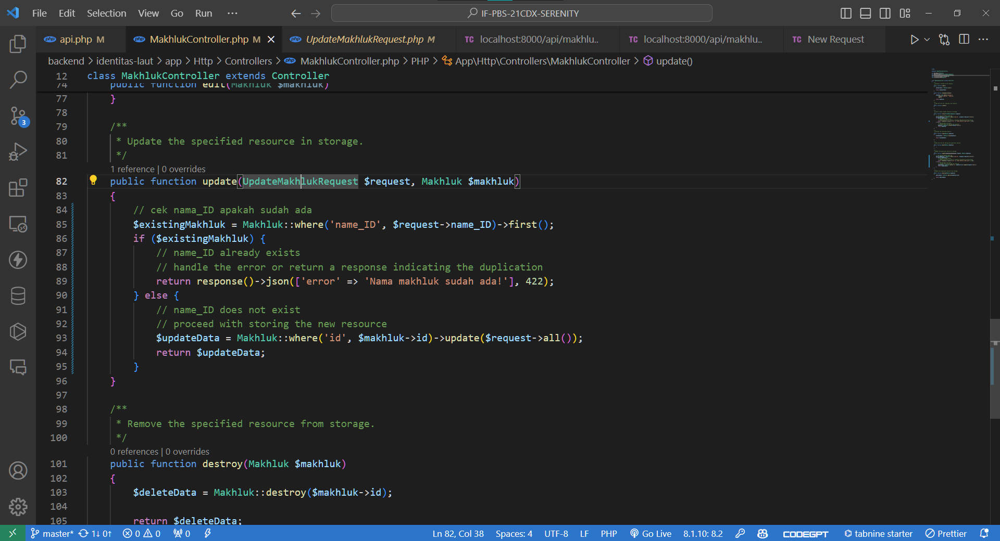 File Edit Selection View Go Run ··· IF-PBS-21CDX-SERENITY
php api.php M php MakhlukController.php M php UpdateMakhlukRequest.php M TC localhost:8000/api/makhlu.. TC localhost:8000/api/makhlu.. TC New Request
backend > identitas-laut > app > Http > Controllers > php MakhlukController.php > PHP > App\Http\Controllers\MakhlukController > update()
12 class MakhlukController extends Controller
74 public function edit(Makhluk $makhluk)
77 }
78
79 /**
80 * Update the specified resource in storage.
81 */
1 reference | 0 overrides
82 public function update(UpdateMakhlukRequest $request, Makhluk $makhluk)
83 {
84 // cek nama_ID apakah sudah ada
85 $existingMakhluk = Makhluk::where('name_ID', $request->name_ID)->first();
86 if ($existingMakhluk) {
87 // name_ID already exists
88 // handle the error or return a response indicating the duplication
89 return response()->json(['error' => 'Nama makhluk sudah ada!'], 422);
90 } else {
91 // name_ID does not exist
92 // proceed with storing the new resource
93 $updateData = Makhluk::where('id', $makhluk->id)->update($request->all());
94 return $updateData;
95 }
96 }
97
98 /**
99 * Remove the specified resource from storage.
100 */
0 references | 0 overrides
101 public function destroy(Makhluk $makhluk)
102 {
103 $deleteData = Makhluk::destroy($makhluk->id);
104
105 return $deleteData;
3
master* 1↓ 0↑ 0 0 0 Ln 82, Col 38 Spaces: 4 UTF-8 LF PHP Go Live 8.1.10: 8.2 CODEGPT tabnine starter Prettier